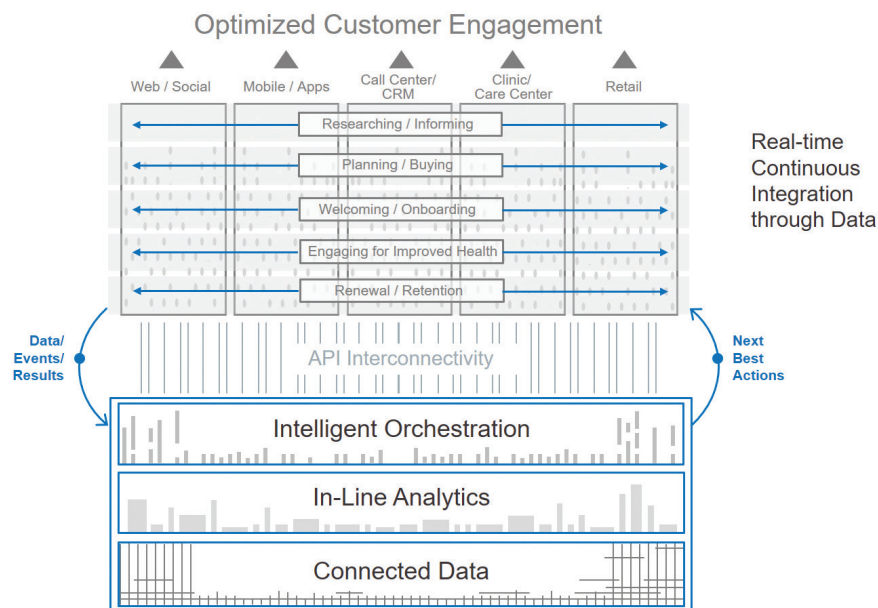 Optimized Customer Engagement
Web / Social
Mobile / Apps
Call Center/
CRM
Clinic/
Care Center
Retail
Researching / Informing
Planning / Buying
Welcoming / Onboarding
Engaging for Improved Health
Renewal / Retention
Real-time
Continuous
Integration
through Data
Data/
Events/
Results
API Interconnectivity
Next
Best
Actions
Intelligent Orchestration
In-Line Analytics
Connected Data